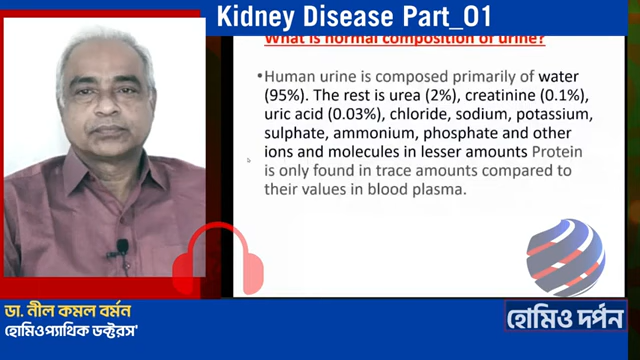 Kidney Disease Part_01
What is normal composition of urine?
•Human urine is composed primarily of water
(95%). The rest is urea (2%), creatinine (0.1%),
uric acid (0.03%), chloride, sodium, potassium,
sulphate, ammonium, phosphate and other
ions and molecules in lesser amounts Protein
is only found in trace amounts compared to
their values in blood plasma.
ডা. নীল কমল বর্মন
হোমিওপ্যাথিক ডক্টরস'
হোমিও দর্পন